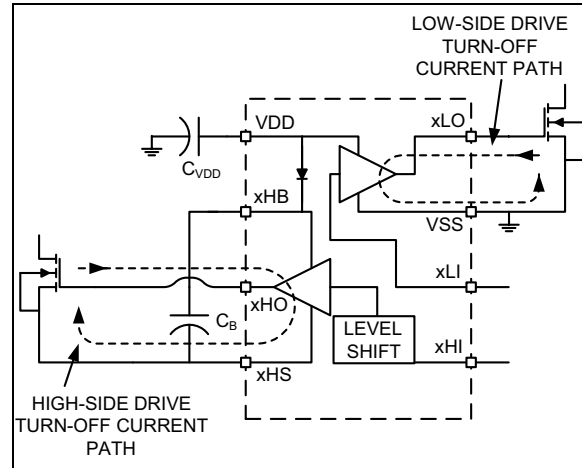 LOW-SIDE DRIVE
TURN-OFF
CURRENT PATH
xLO
VDD
CVDD
xHB
VSS
xLI
xHO
CB
LEVEL
SHIFT
xHI
xHS
HIGH-SIDE DRIVE
TURN-OFF CURRENT
PATH